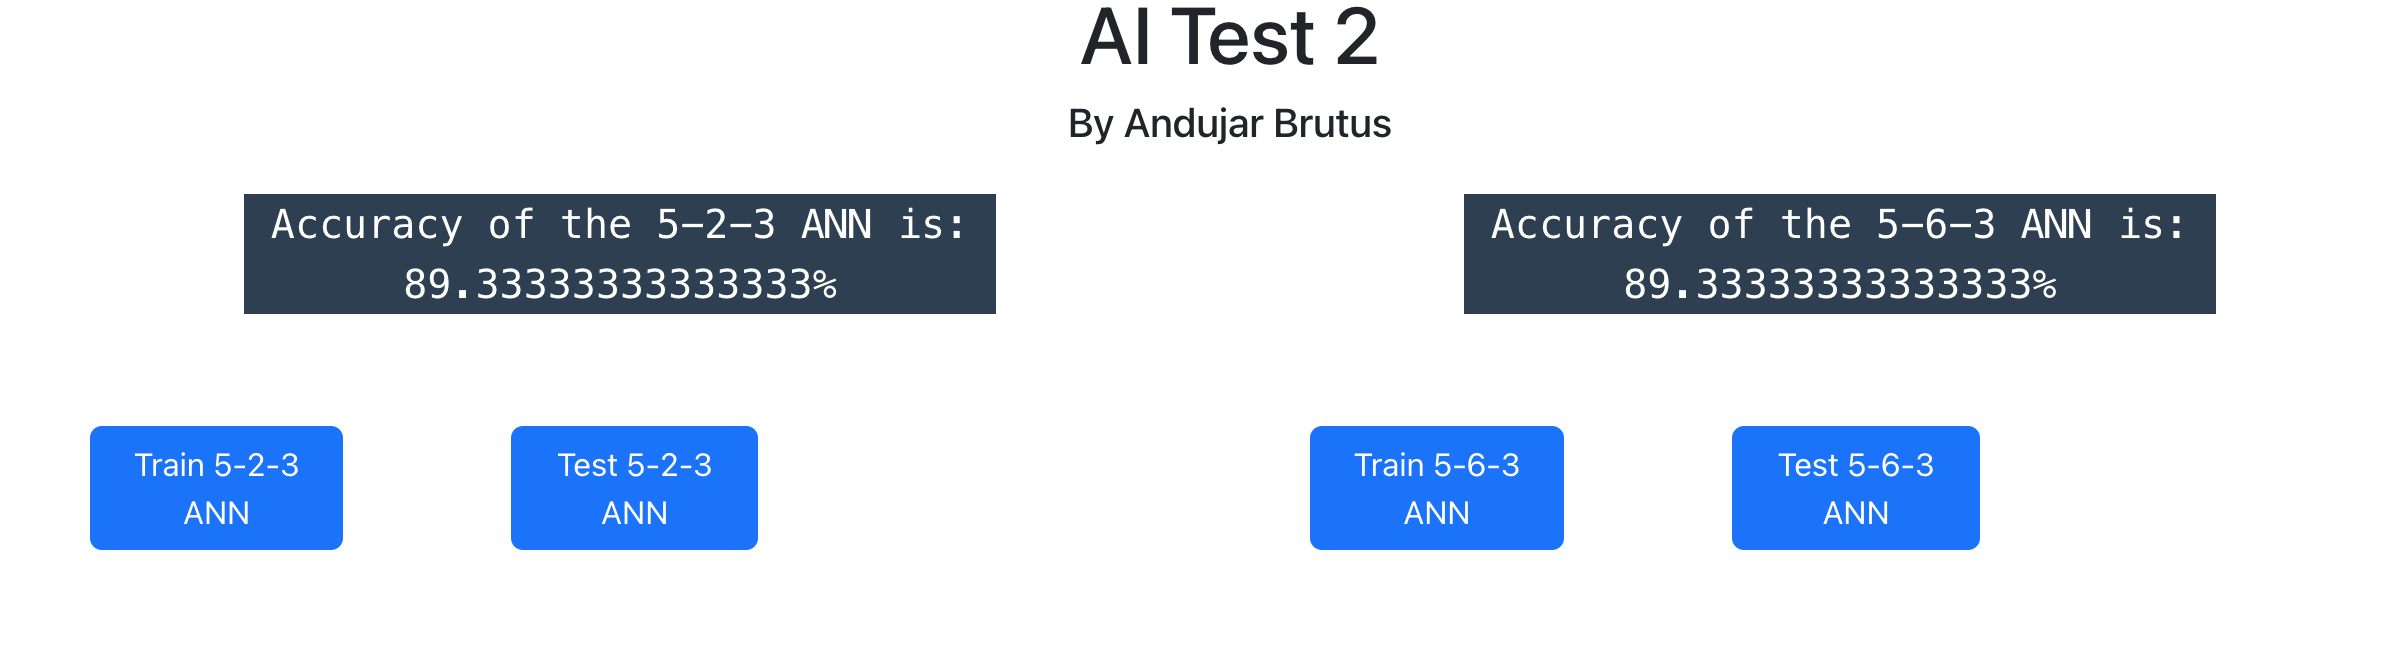 AI Test 2
By Andujar Brutus
Accuracy of the 5-2-3 ANN is:
89.33333333333333%
Accuracy of the 5-6-3 ANN is:
89.33333333333333%
Train 5-2-3
ANN
Test 5-2-3
ANN
Train 5-6-3
ANN
Test 5-6-3
ANN